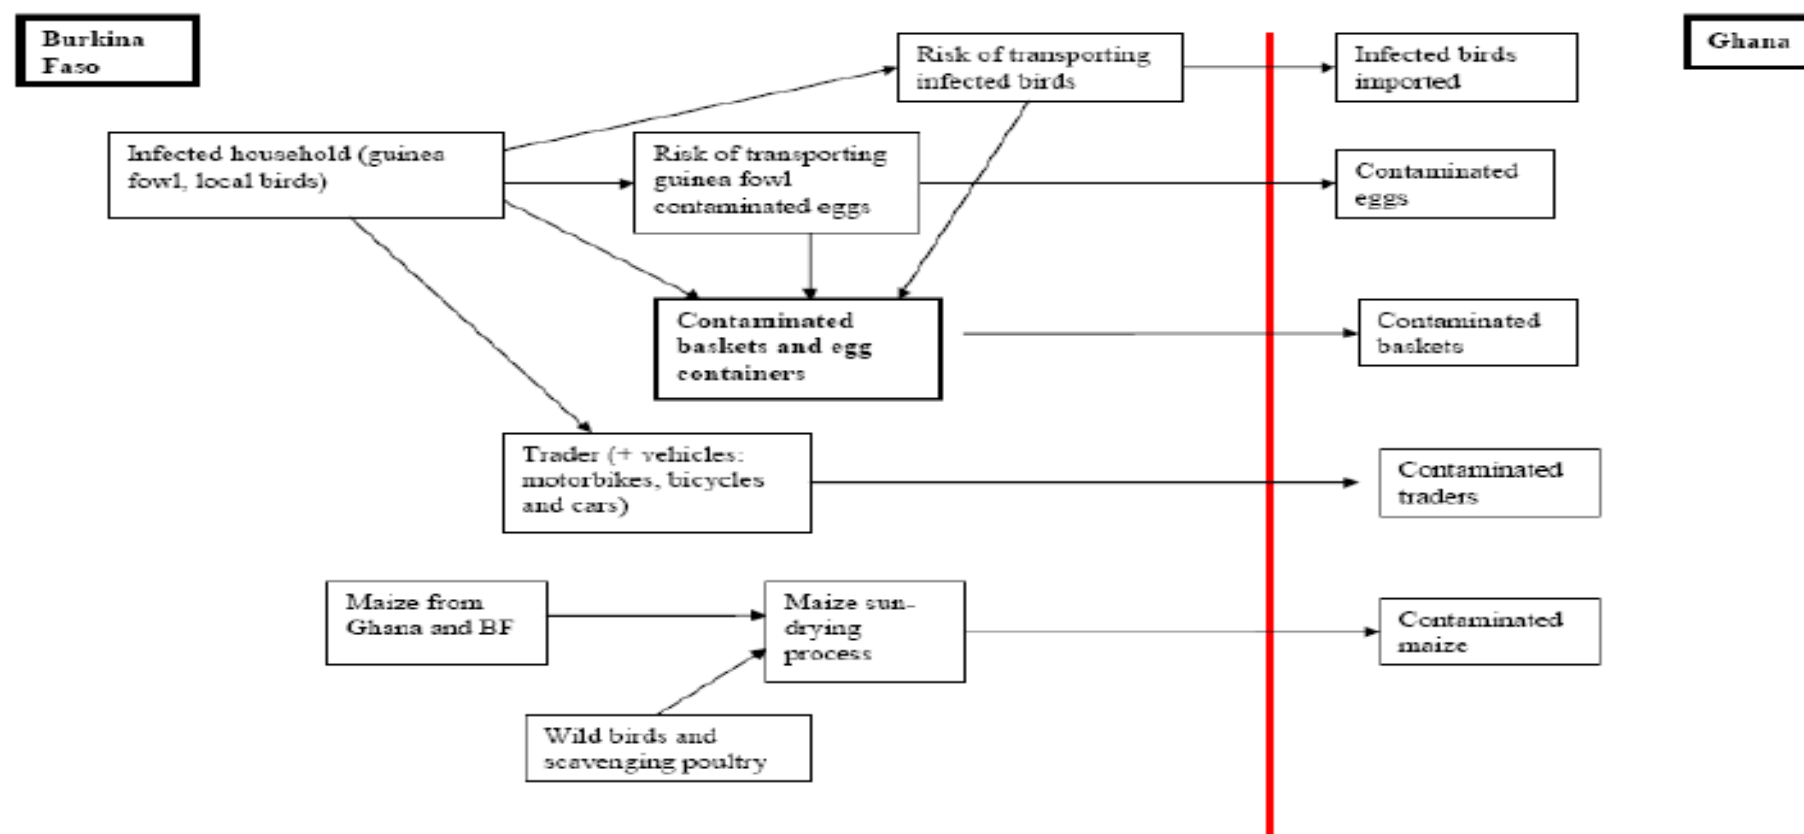 Burkina
Faso
Ghana
Risk of transporting
infected birds
Infected birds
imported
Infected household (guinea
fowl, local birds)
Risk of transporting
guinea fowl
contaminated eggs
Contaminated
eggs
Contaminated
baskets and egg
containers
Contaminated
baskets
Trader (+ vehicles:
motorbikes, bicycles
and cars)
Contaminated
traders
Maize from
Ghana and BF
Maize sun-
drying
process
Contaminated
maize
Wild birds and
scavenging poultry